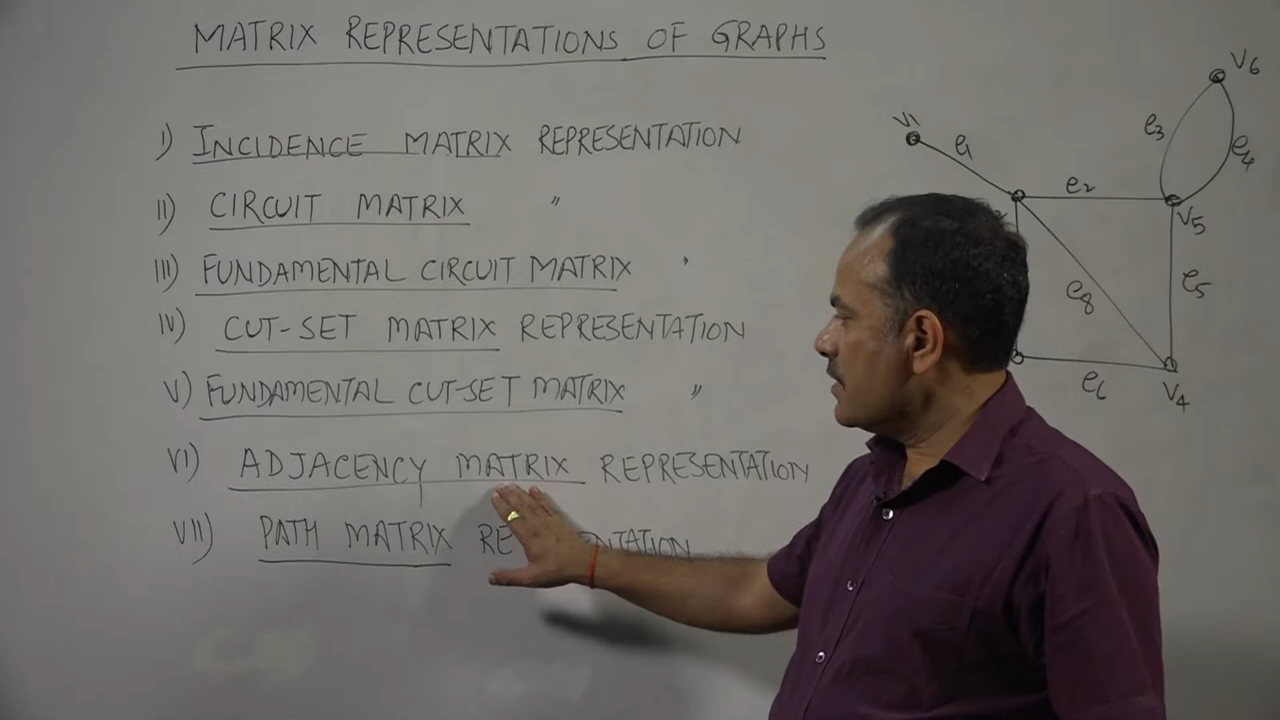 MATRIX REPRESENTATIONS OF GRAPHS
I) INCIDENCE MATRIX REPRESENTATION
II) CIRCUIT MATRIX "
III) FUNDAMENTAL CIRCUIT MATRIX "
IV) CUT-SET MATRIX REPRESENTATION
V) FUNDAMENTAL CUT-SET MATRIX "
VI) ADJACENCY MATRIX REPRESENTATION
VII) PATH MATRIX
V6
V1
e1
e3
e4
e2
V5
e8
e5
e6
V4